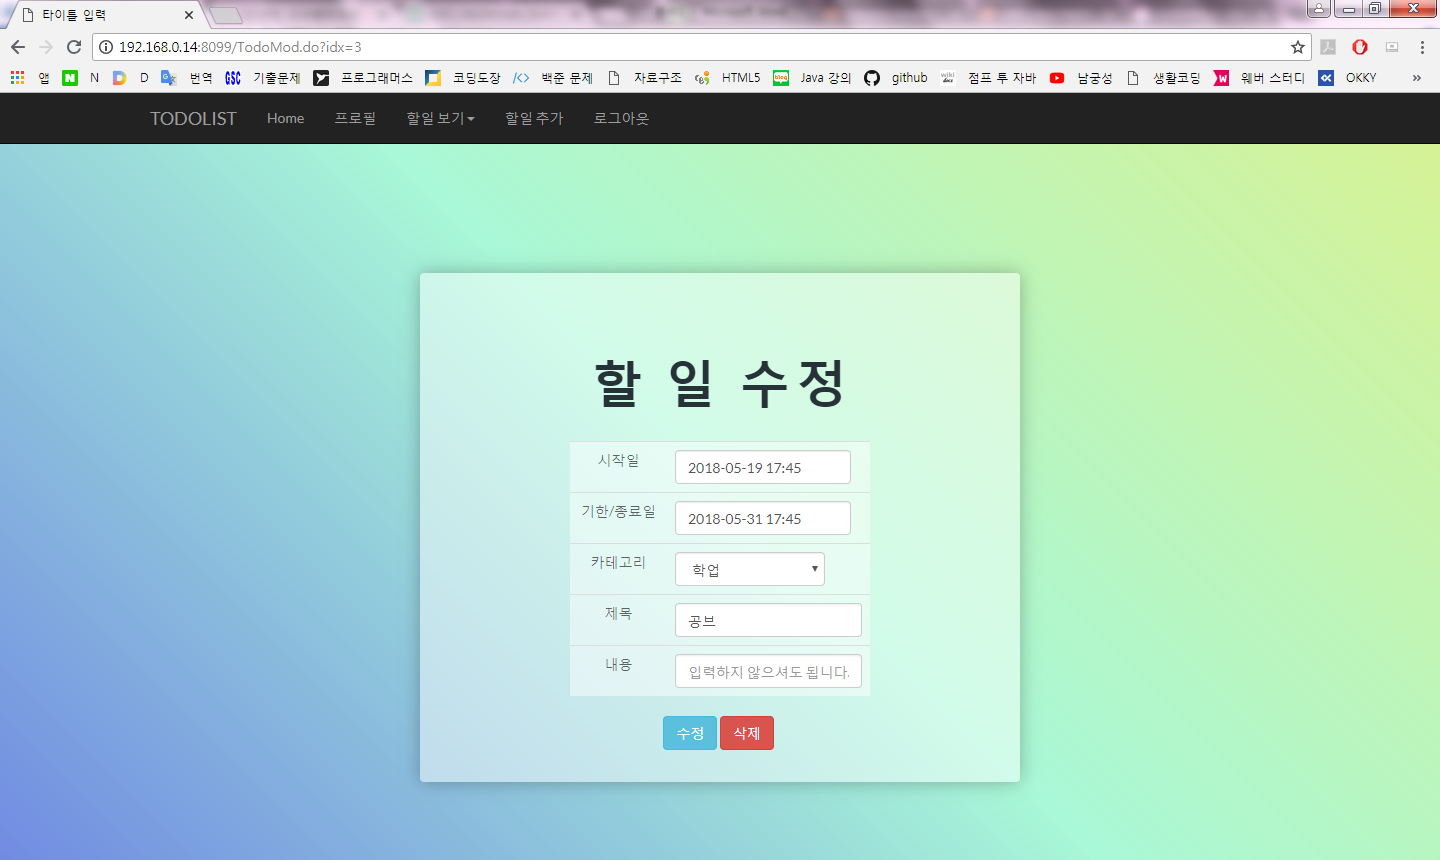 타이틀 입력
192.168.0.14:8099/TodoMod.do?idx=3
앱 N D 번역 GSC 기출문제 프로그래머스 코딩도장 백준 문제 자료구조 HTML5 blog Java 강의 github wiki docs 점프 투 자바 남궁성 생활코딩 W 웨버 스터디 OKKY »
TODOLIST Home 프로필 할일 보기 할일 추가 로그아웃
할 일 수정
시작일 2018-05-19 17:45
기한/종료일 2018-05-31 17:45
카테고리 학업
제목 공브
내용 입력하지 않으셔도 됩니다.
수정 삭제